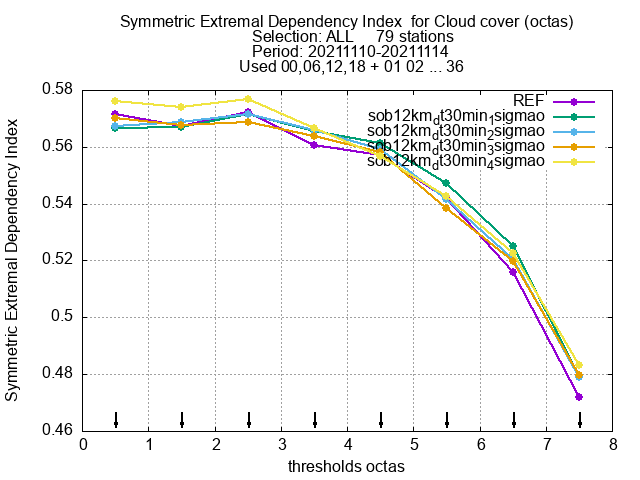 Symmetric Extremal Dependency Index  for Cloud cover (octas)
Selection: ALL     79 stations
Period: 20211110-20211114
Used 00,06,12,18 + 01 02 ... 36
REF
sob12km_dt30min_1sigmao
sob12km_dt30min_2sigmao
sob12km_dt30min_3sigmao
sob12km_dt30min_4sigmao
Symmetric Extremal Dependency Index
0.58
0.56
0.54
0.52
0.5
0.48
0.46
0 1 2 3 4 5 6 7 8
thresholds octas